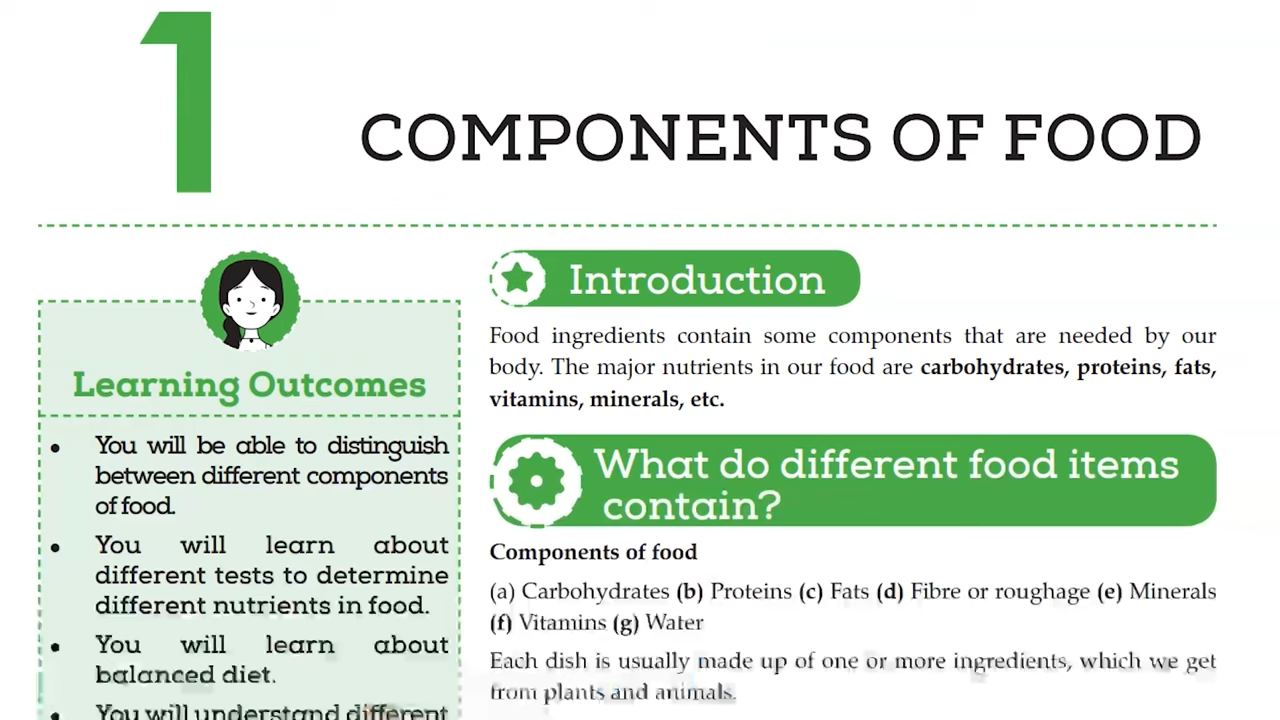 1
COMPONENTS OF FOOD
Learning Outcomes
• You will be able to distinguish
between different components
of food.
• You will learn about
different tests to determine
different nutrients in food.
• You will learn about
balanced diet.
• You will understand different
Introduction
Food ingredients contain some components that are needed by our
body. The major nutrients in our food are carbohydrates, proteins, fats,
vitamins, minerals, etc.
What do different food items
contain?
Components of food
(a) Carbohydrates (b) Proteins (c) Fats (d) Fibre or roughage (e) Minerals
(f) Vitamins (g) Water
Each dish is usually made up of one or more ingredients, which we get
from plants and animals.